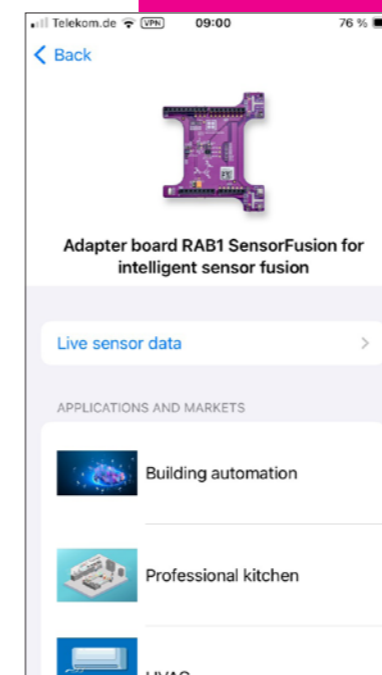 Telekom.de VPN 09:00 76 %
Back
Adapter board RAB1 SensorFusion for
intelligent sensor fusion
Live sensor data
APPLICATIONS AND MARKETS
Building automation
Professional kitchen
HVAC